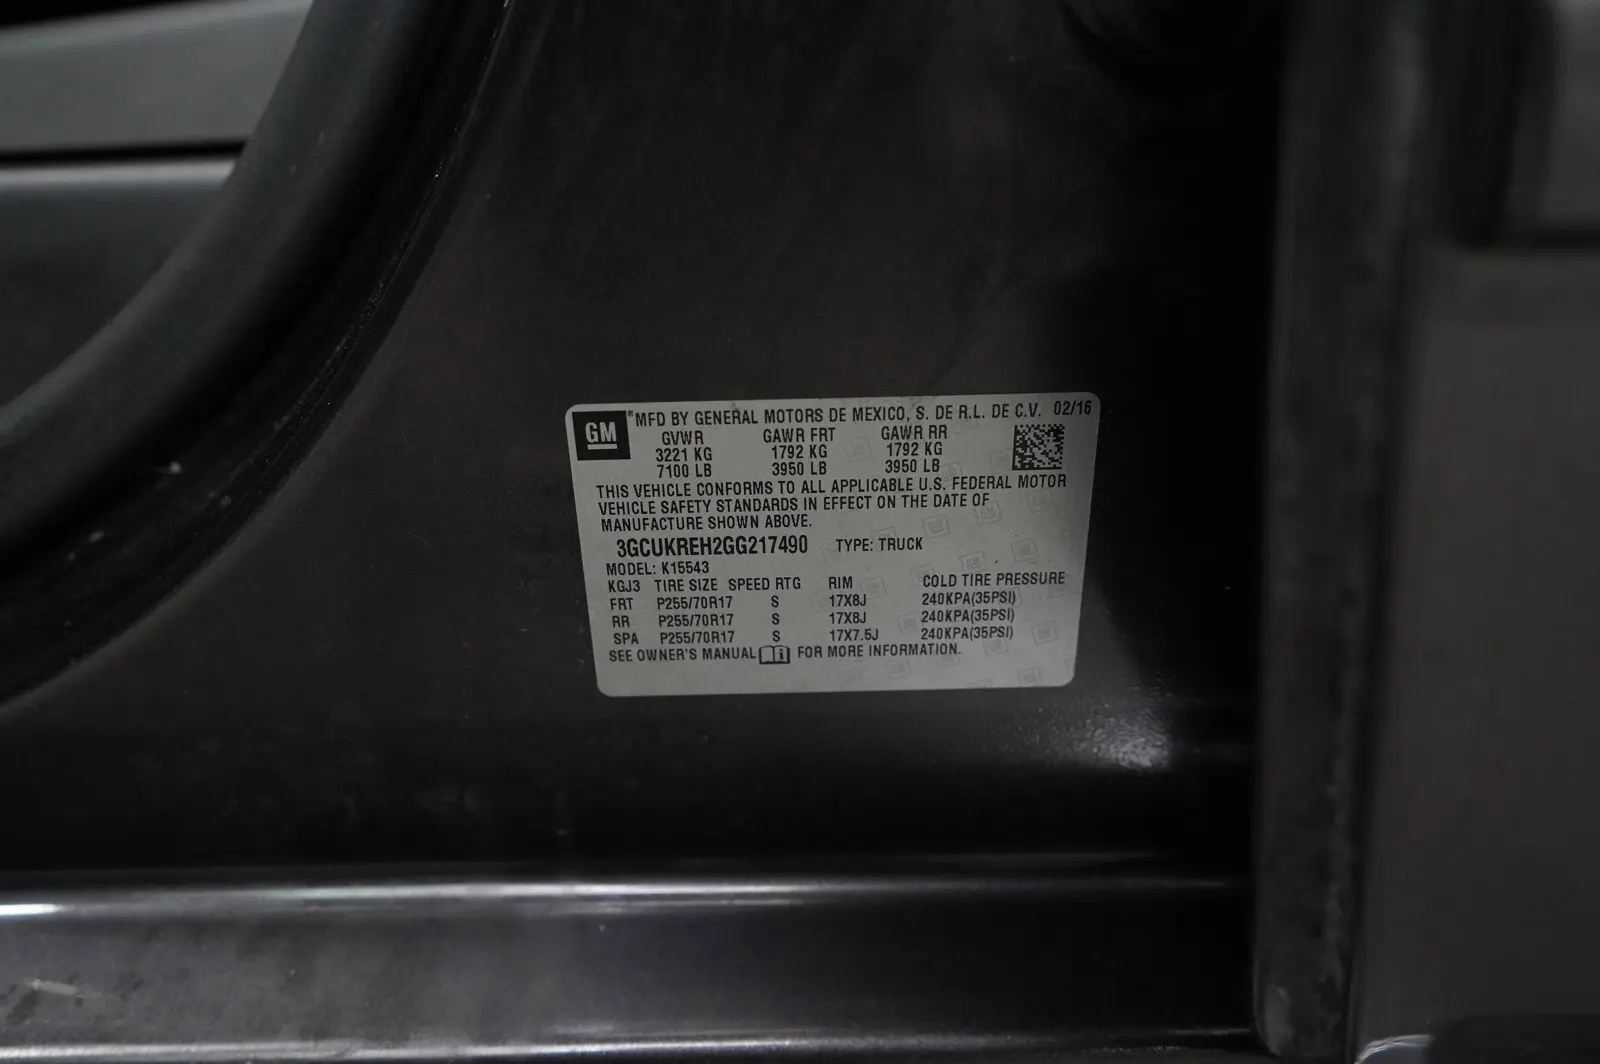 GM
®MFD BY GENERAL MOTORS DE MEXICO, S. DE R.L. DE C.V. 02/16
GVWR GAWR FRT GAWR RR
3221 KG 1792 KG 1792 KG
7100 LB 3950 LB 3950 LB
THIS VEHICLE CONFORMS TO ALL APPLICABLE U.S. FEDERAL MOTOR
VEHICLE SAFETY STANDARDS IN EFFECT ON THE DATE OF
MANUFACTURE SHOWN ABOVE.
3GCUKREH2GG217490 TYPE: TRUCK
MODEL: K15543
KGJ3 TIRE SIZE SPEED RTG RIM COLD TIRE PRESSURE
FRT P255/70R17 S 17X8J 240KPA(35PSI)
RR P255/70R17 S 17X8J 240KPA(35PSI)
SPA P255/70R17 S 17X7.5J 240KPA(35PSI)
SEE OWNER'S MANUAL i FOR MORE INFORMATION.